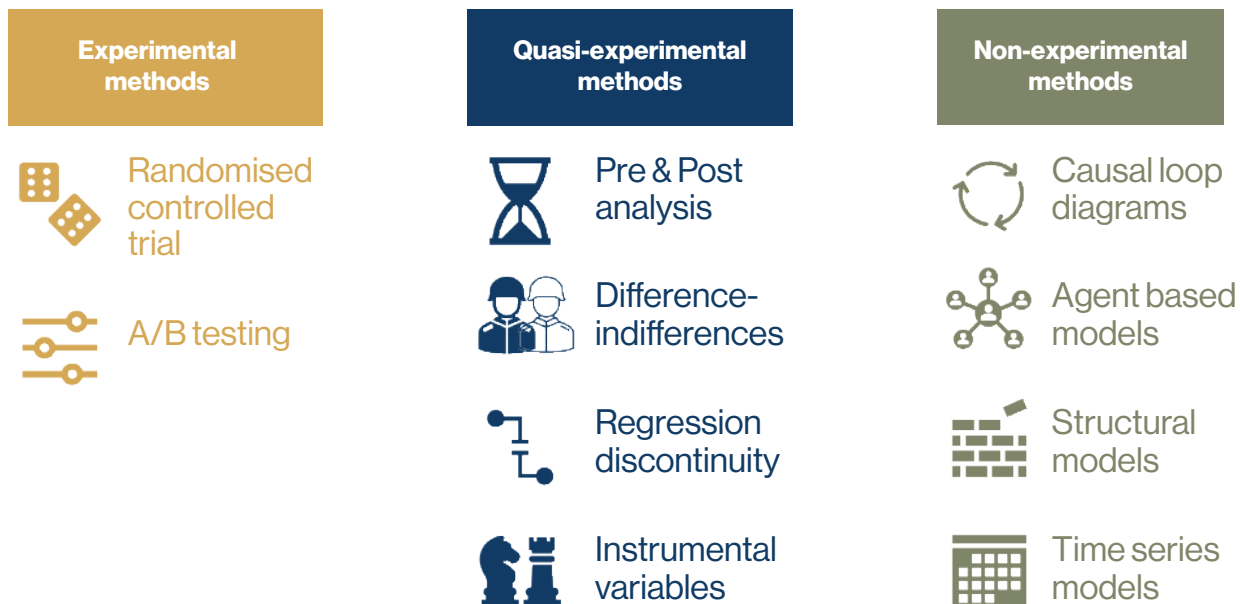 Experimental
methods
Randomised
controlled
trial
A/B testing
Quasi-experimental
methods
Pre & Post
analysis
Difference-
indifferences
Regression
discontinuity
Instrumental
variables
Non-experimental
methods
Causal loop
diagrams
Agent based
models
Structural
models
Time series
models